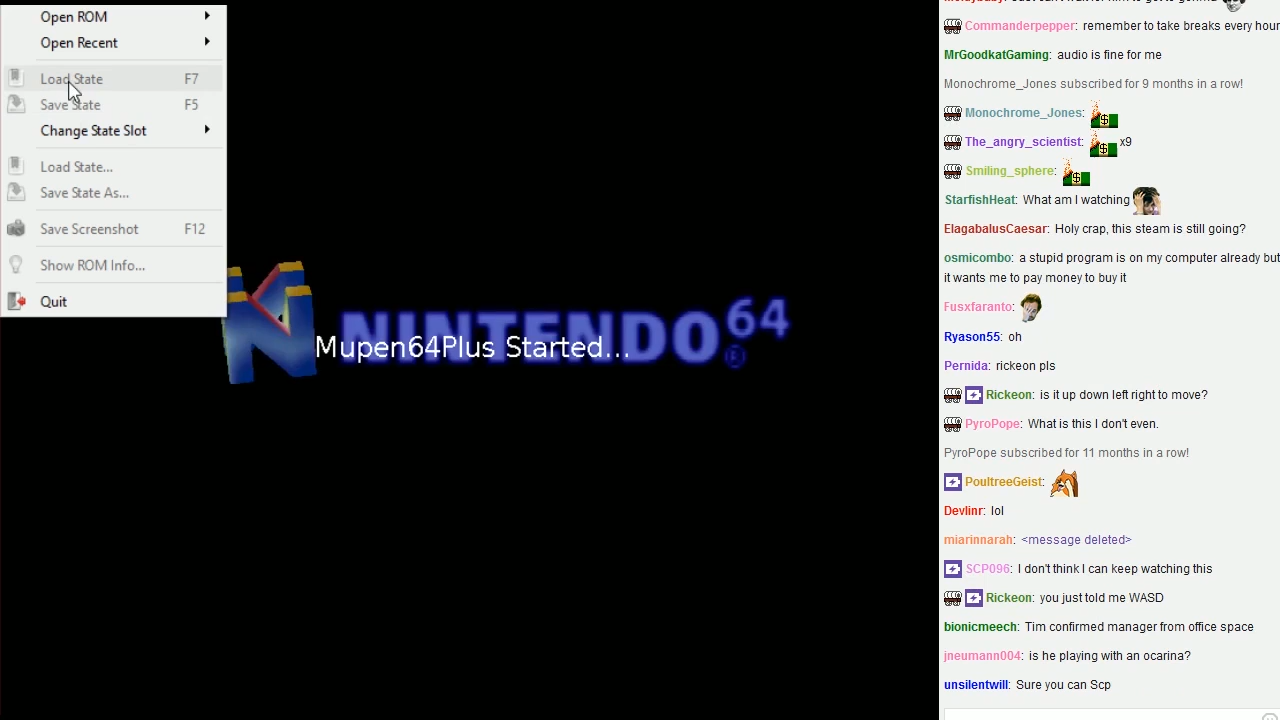 Open ROM
Open Recent
Load State F7
Save State F5
Change State Slot
Load State...
Save State As...
Save Screenshot F12
Show ROM Info...
Quit
NINTENDO 64 ®
Mupen64Plus Started...
Commanderpepper: remember to take breaks every hour
MrGoodkatGaming: audio is fine for me
Monochrome_Jones subscribed for 9 months in a row!
Monochrome_Jones: $
The_angry_scientist: $ x9
Smiling_sphere: $
StarfishHeat: What am I watching
ElagabalusCaesar: Holy crap, this steam is still going?
osmicombo: a stupid program is on my computer already but
it wants me to pay money to buy it
Fusxfaranto:
Ryason55: oh
Pernida: rickeon pls
Rickeon: is it up down left right to move?
PyroPope: What is this I don't even.
PyroPope subscribed for 11 months in a row!
PoultreeGeist:
Devlinr: lol
miarinnarah: <message deleted>
SCP096: I don't think I can keep watching this
Rickeon: you just told me WASD
bionicmeech: Tim confirmed manager from office space
jneumann004: is he playing with an ocarina?
unsilentwill: Sure you can Scp